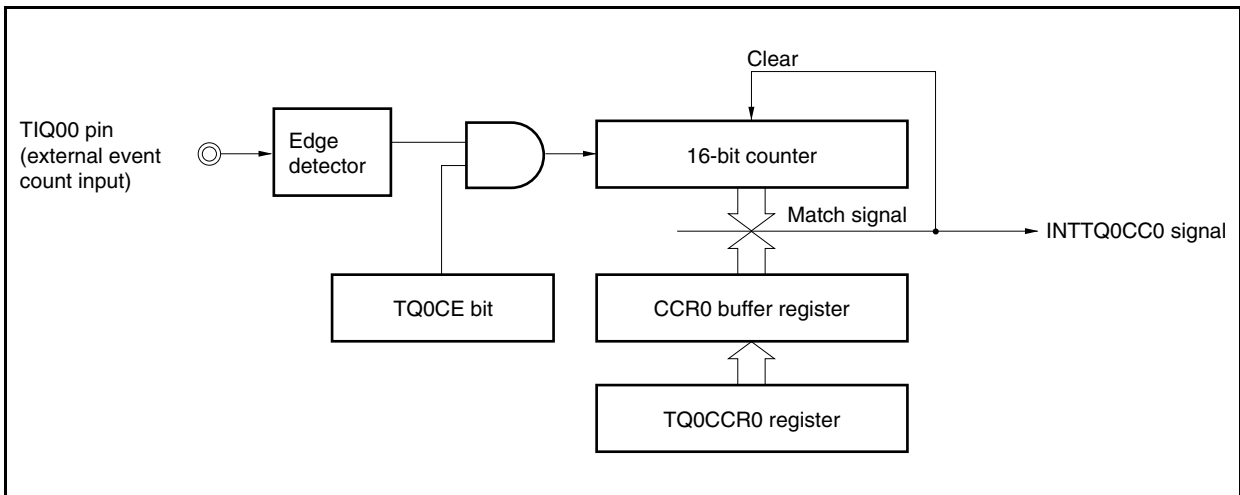 Clear
TIQ00 pin
(external event
count input)
Edge
detector
16-bit counter
Match signal
INTTQ0CC0 signal
TQ0CE bit
CCR0 buffer register
TQ0CCR0 register